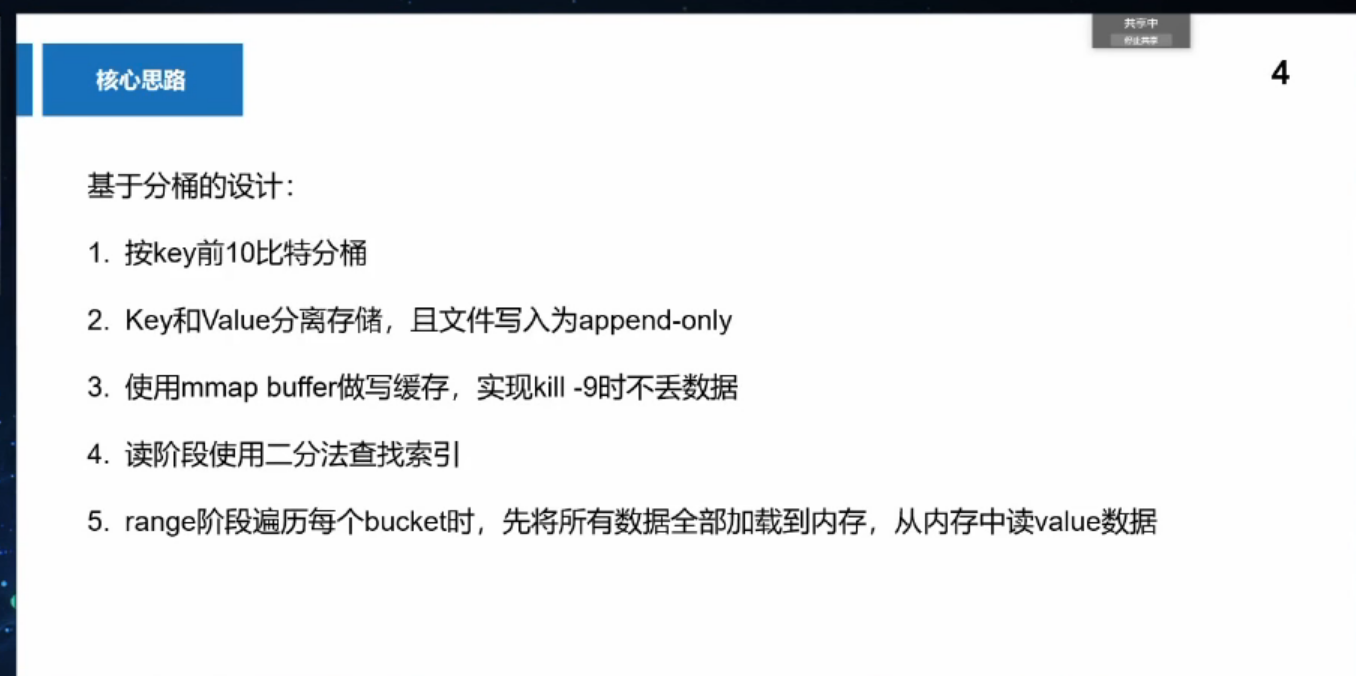 共享中
停止共享
核心思路
4
基于分桶的设计：
1. 按key前10比特分桶
2. Key和Value分离存储，且文件写入为append-only
3. 使用mmap buffer做写缓存，实现kill -9时不丢数据
4. 读阶段使用二分法查找索引
5. range阶段遍历每个bucket时，先将所有数据全部加载到内存，从内存中读value数据